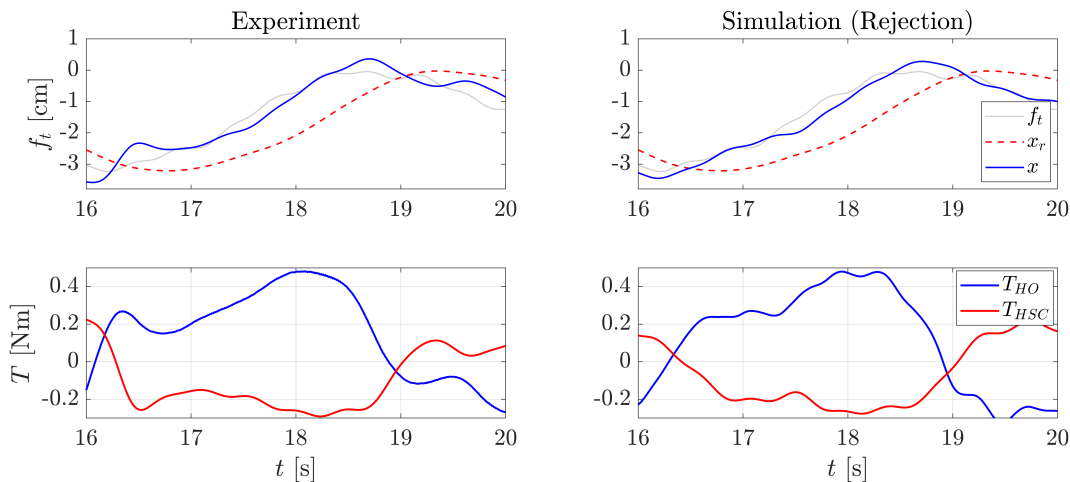 Experiment
Simulation (Rejection)
f_t [cm]
1
0
-1
-2
-3
16 17 18 19 20
1
0
-1
-2
-3
16 17 18 19 20
f_t
x_r
x
T [Nm]
0.4
0.2
0
-0.2
16 17 18 19 20
t [s]
0.4
0.2
0
-0.2
16 17 18 19 20
t [s]
T_HO
T_HSC